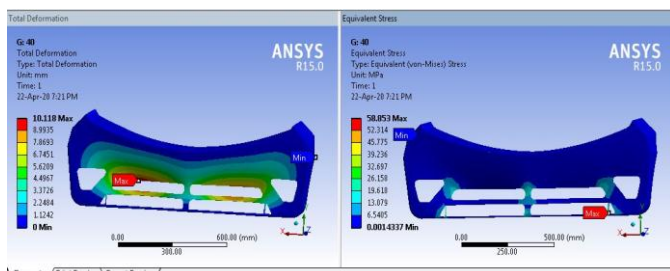 Total Deformation
G: 40
Total Deformation
Type: Total Deformation
Unit: mm
Time: 1
22-Apr-20 7:21 PM
ANSYS
R15.0
10.118 Max
8.9935
7.8693
6.7451
5.6209
4.4967
3.3726
2.2484
1.1242
0 Min
Max
Min
0.00
600.00 (mm)
300.00
X
Z
Equivalent Stress
G: 40
Equivalent Stress
Type: Equivalent (von-Mises) Stress
Unit: MPa
Time: 1
22-Apr-20 7:21 PM
ANSYS
R15.0
58.853 Max
52.314
45.775
39.236
32.697
26.158
19.618
13.079
6.5405
0.0014337 Min
Min
Max
0.00
500.00 (mm)
250.00
X
Z